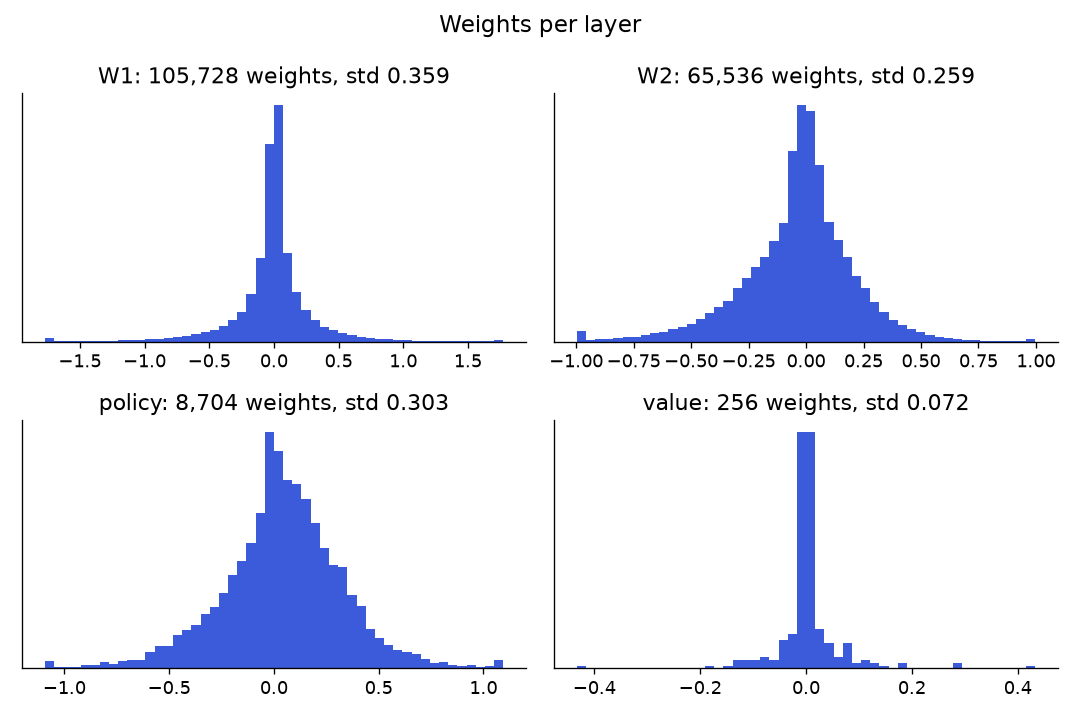 Weights per layer
W1: 105,728 weights, std 0.359
W2: 65,536 weights, std 0.259
−1.5 −1.0 −0.5 0.0 0.5 1.0 1.5
−1.00 −0.75 −0.50 −0.25 0.00 0.25 0.50 0.75 1.00
policy: 8,704 weights, std 0.303
value: 256 weights, std 0.072
−1.0 −0.5 0.0 0.5 1.0
−0.4 −0.2 0.0 0.2 0.4